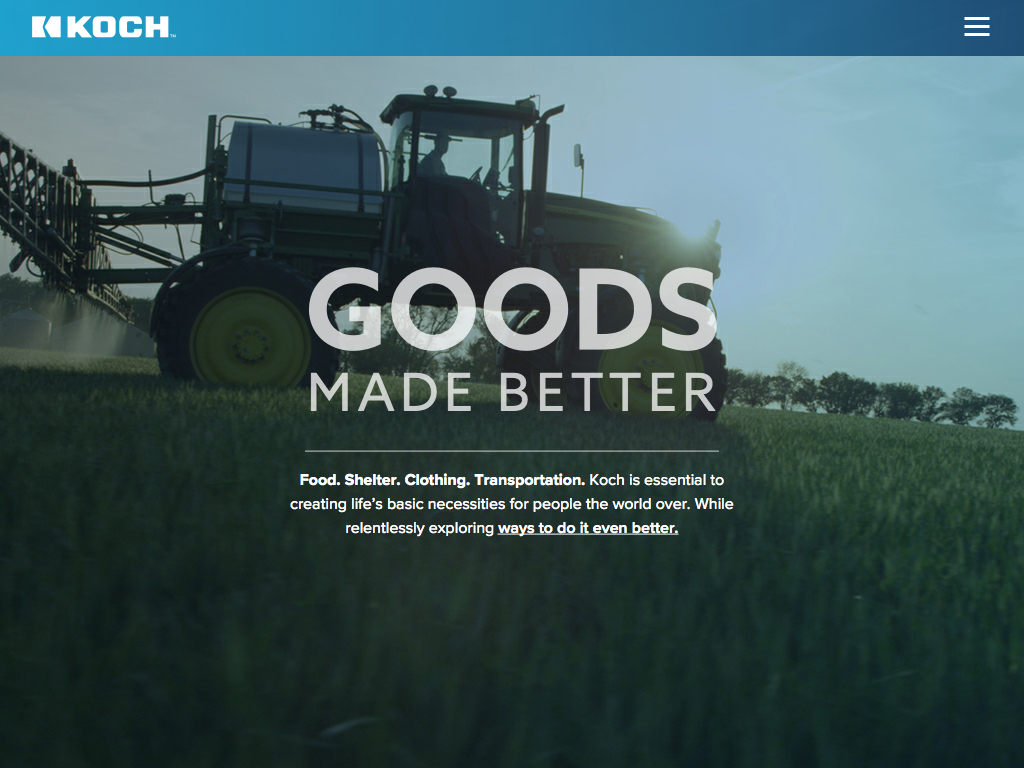 KOCH™
GOODS
MADE BETTER
Food. Shelter. Clothing. Transportation. Koch is essential to
creating life’s basic necessities for people the world over. While
relentlessly exploring ways to do it even better.